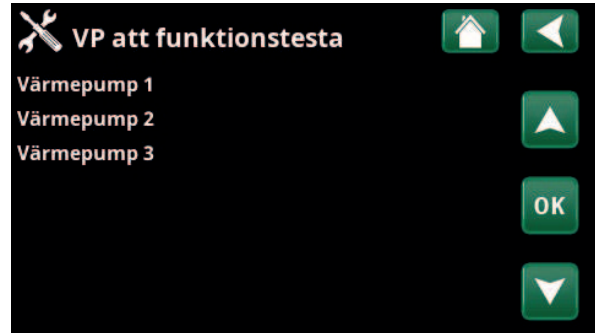 VP att funktionstesta
Värmepump 1
Värmepump 2
Värmepump 3
OK